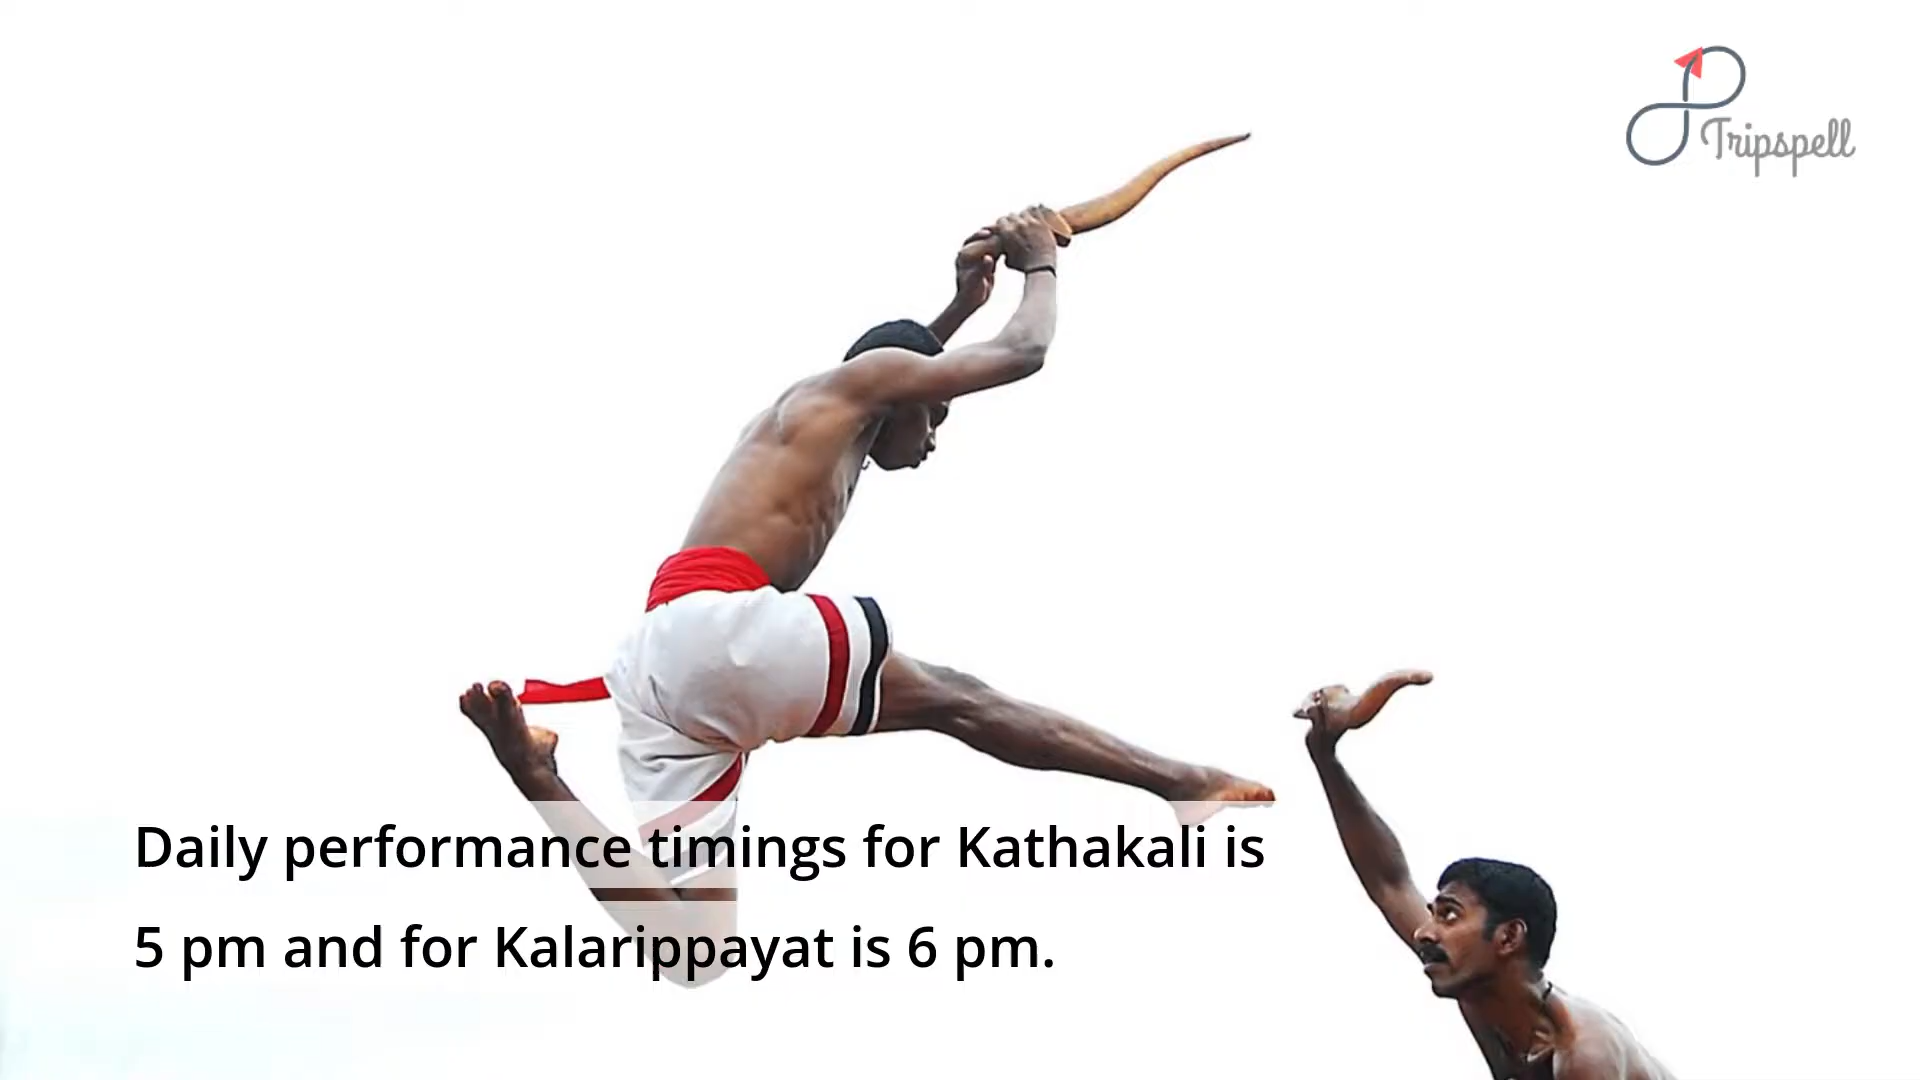 Tripspell
Daily performance timings for Kathakali is
5 pm and for Kalarippayat is 6 pm.